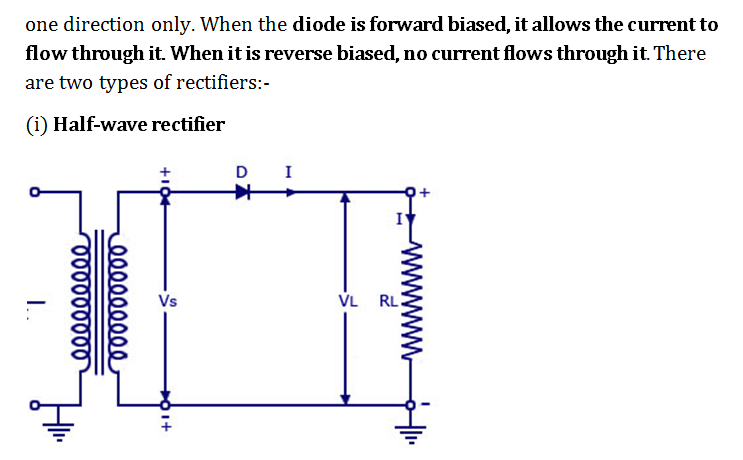 one direction only. When the diode is forward biased, it allows the current to
flow through it. When it is reverse biased, no current flows through it. There
are two types of rectifiers:-
(i) Half-wave rectifier
+ D I
+
I
Vs VL RL
-
+